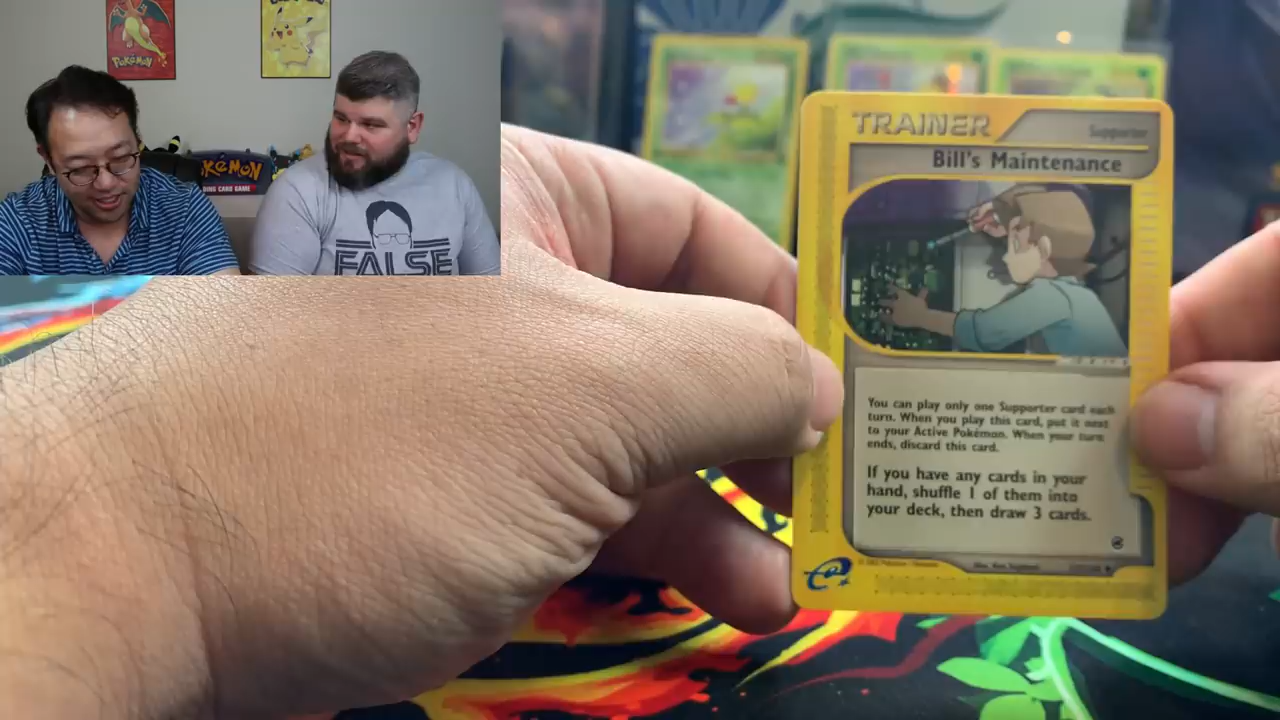 POKÉMON
POKÉMON
TRADING CARD GAME
FALSE
TRAINER
Supporter
Bill's Maintenance
You can play only one Supporter card each
turn. When you play this card, put it next
to your Active Pokémon. When your turn
ends, discard this card.
If you have any cards in your
hand, shuffle 1 of them into
your deck, then draw 3 cards.
e